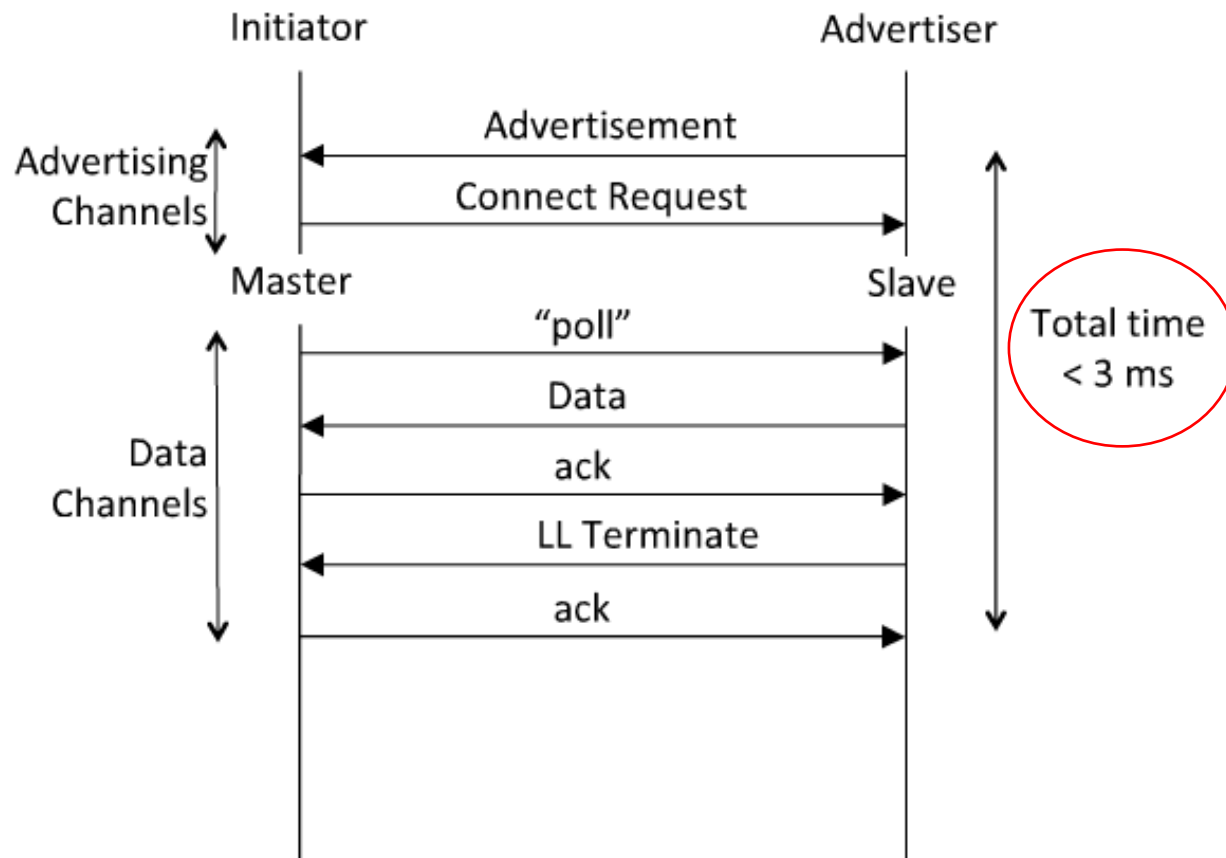 Initiator
Advertiser
Advertisement
Advertising
Channels
Connect Request
Master
Slave
“poll”
Total time
< 3 ms
Data
Data
Channels
ack
LL Terminate
ack